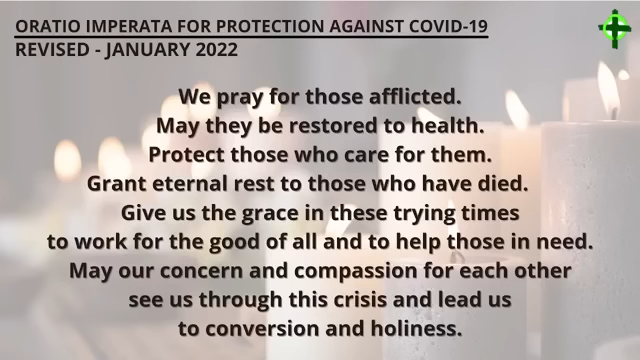 ORATIO IMPERATA FOR PROTECTION AGAINST COVID-19
REVISED - JANUARY 2022
We pray for those afflicted.
May they be restored to health.
Protect those who care for them.
Grant eternal rest to those who have died.
Give us the grace in these trying times
to work for the good of all and to help those in need.
May our concern and compassion for each other
see us through this crisis and lead us
to conversion and holiness.